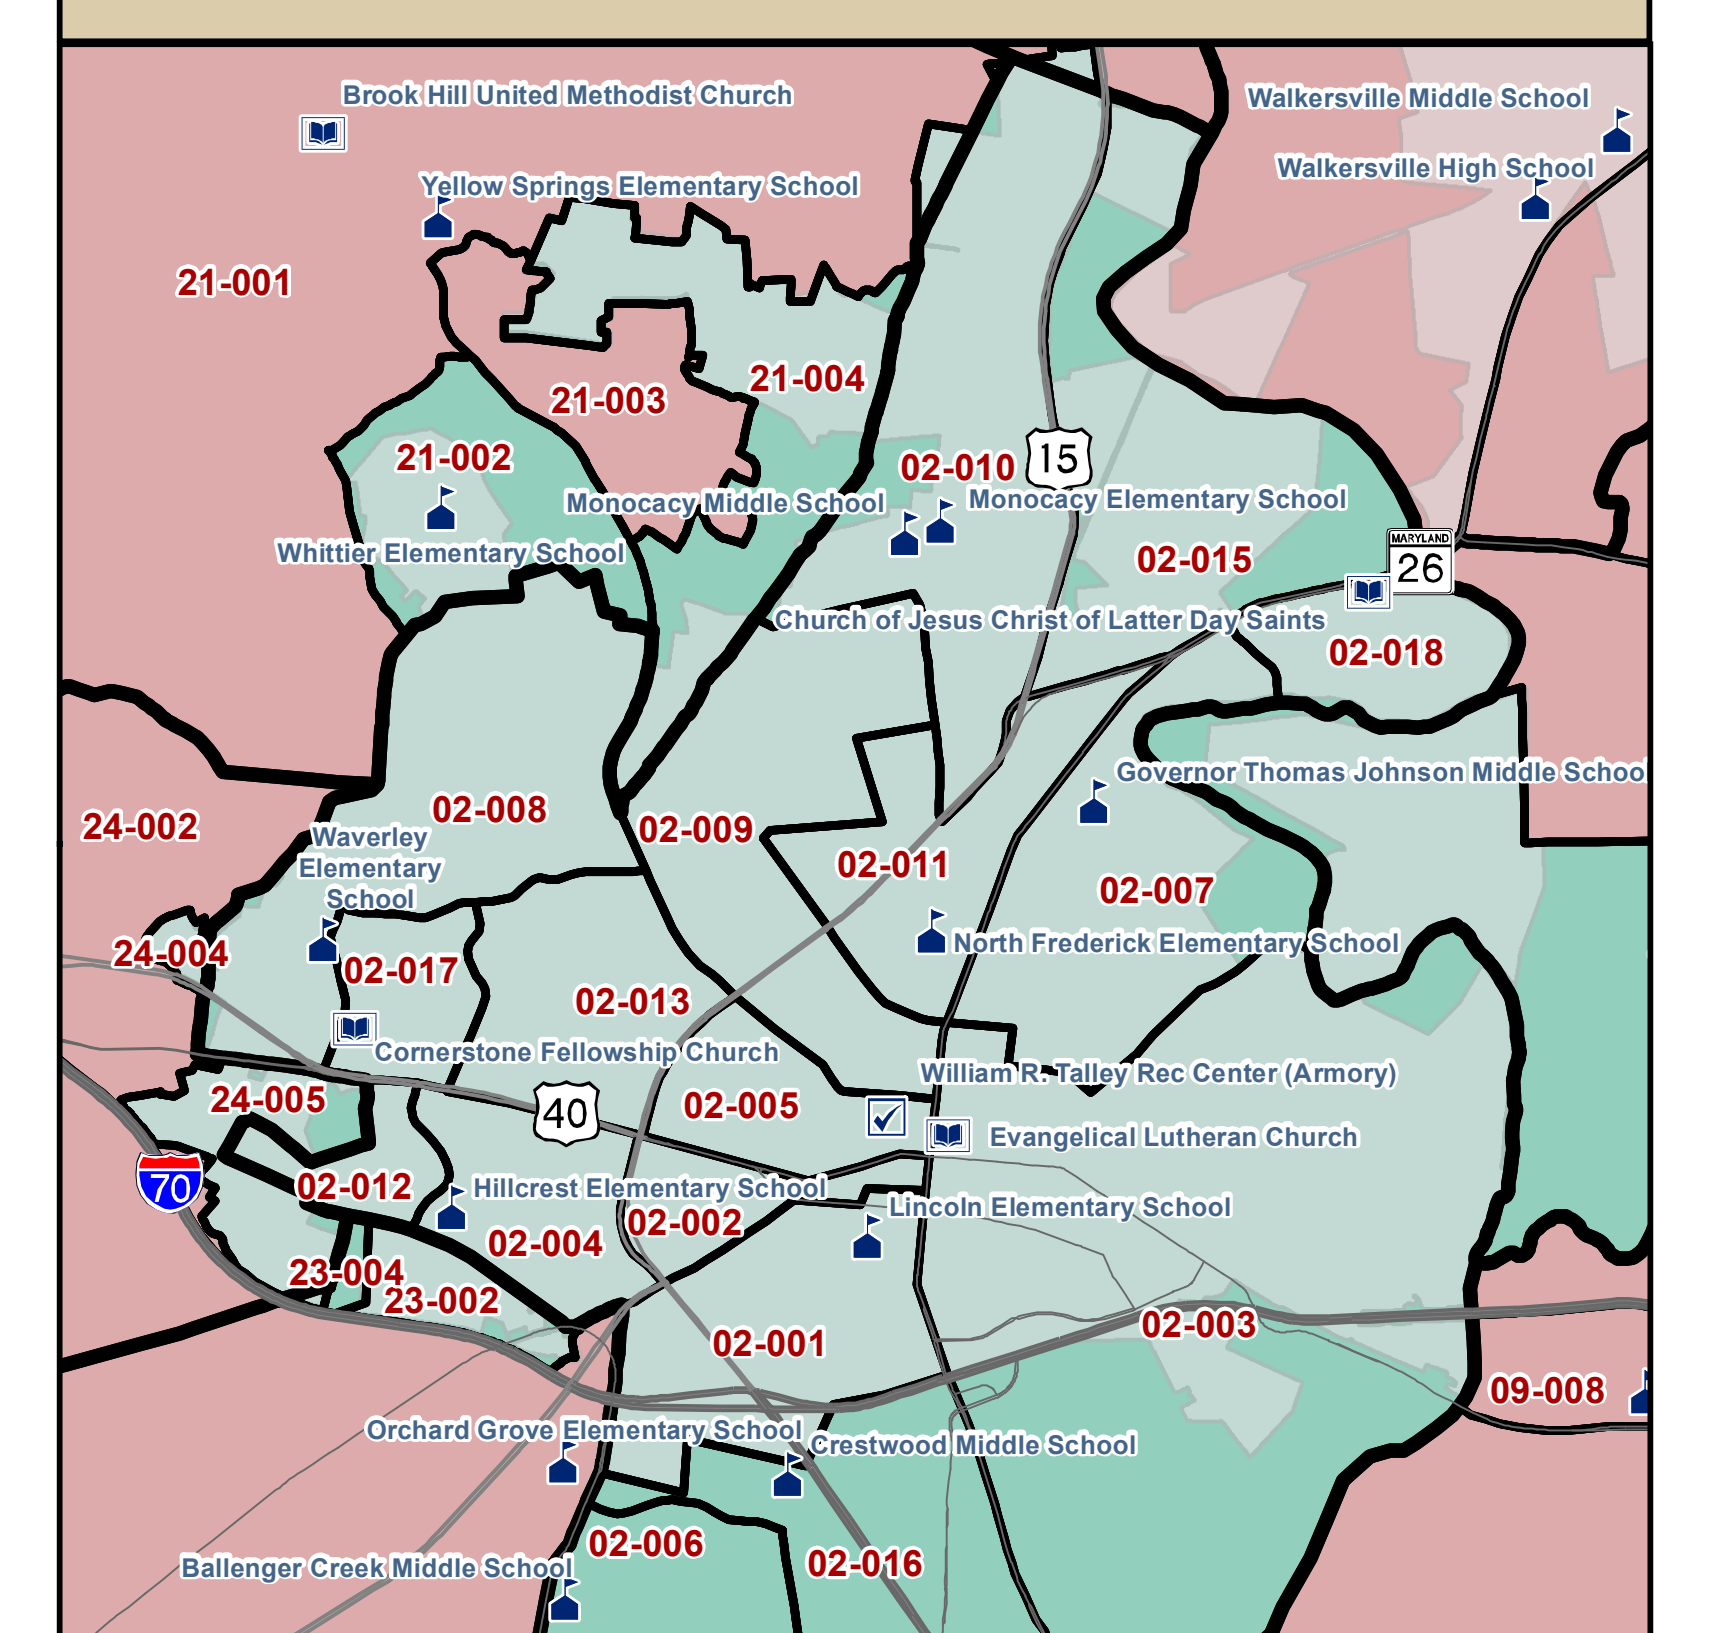 Brook Hill United Methodist Church
Walkersville Middle School
Walkersville High School
Yellow Springs Elementary School
21-001
21-004
21-003
21-002
02-010
15
Monocacy Middle School
Monocacy Elementary School
Whittier Elementary School
02-015
MARYLAND
26
Church of Jesus Christ of Latter Day Saints
02-018
Governor Thomas Johnson Middle School
02-008
24-002
02-009
Waverley
Elementary
School
02-011
02-007
North Frederick Elementary School
24-004
02-017
02-013
Cornerstone Fellowship Church
William R. Talley Rec Center (Armory)
24-005
40
02-005
Evangelical Lutheran Church
70
02-012
Hillcrest Elementary School
Lincoln Elementary School
02-002
02-004
23-004
23-002
02-003
02-001
09-008
Orchard Grove Elementary School
Crestwood Middle School
02-006
02-016
Ballenger Creek Middle School